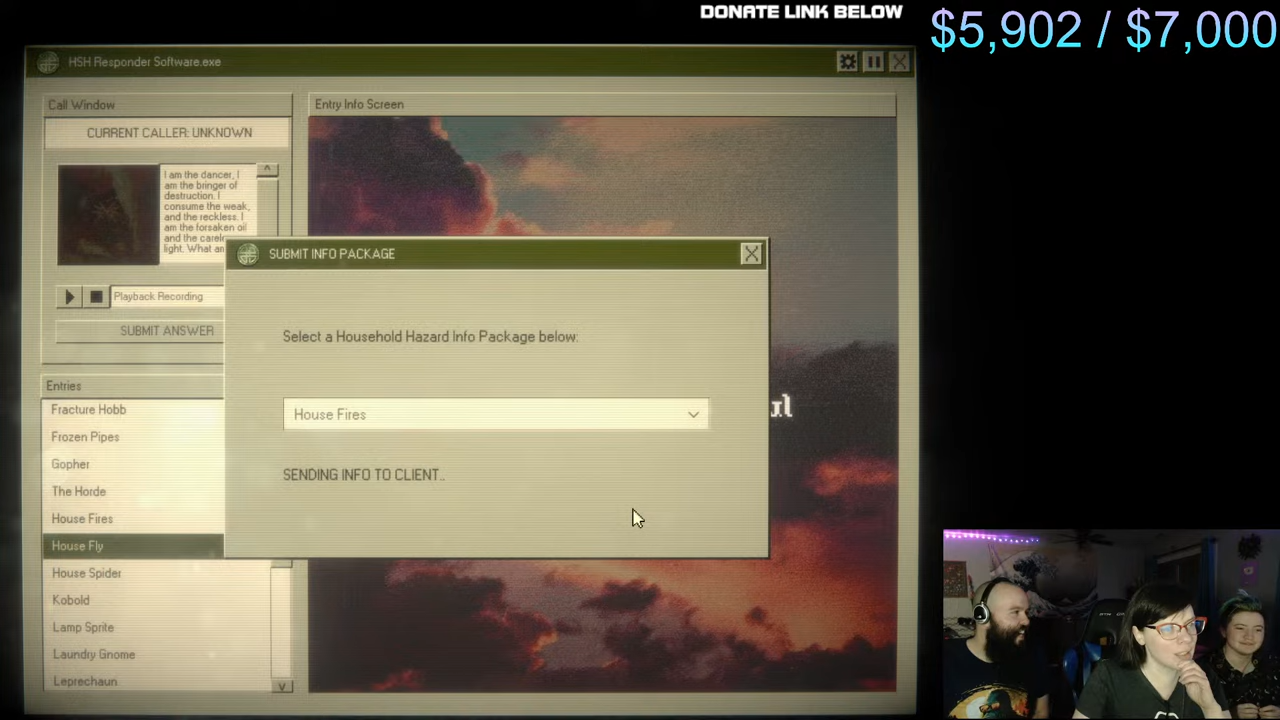 DONATE LINK BELOW
$5,902 / $7,000
HSH Responder Software.exe
Call Window
CURRENT CALLER: UNKNOWN
I am the dancer, I
am the bringer of
destruction. I
consume the weak,
and the reckless. I
am the forsaken oil
and the
light. What
Playback Recording
SUBMIT ANSWER
Entries
Fracture Hobb
Frozen Pipes
Gopher
The Horde
House Fires
House Fly
House Spider
Kobold
Lamp Sprite
Laundry Gnome
Leprechaun
Entry Info Screen
SUBMIT INFO PACKAGE
Select a Household Hazard Info Package below:
House Fires
SENDING INFO TO CLIENT..